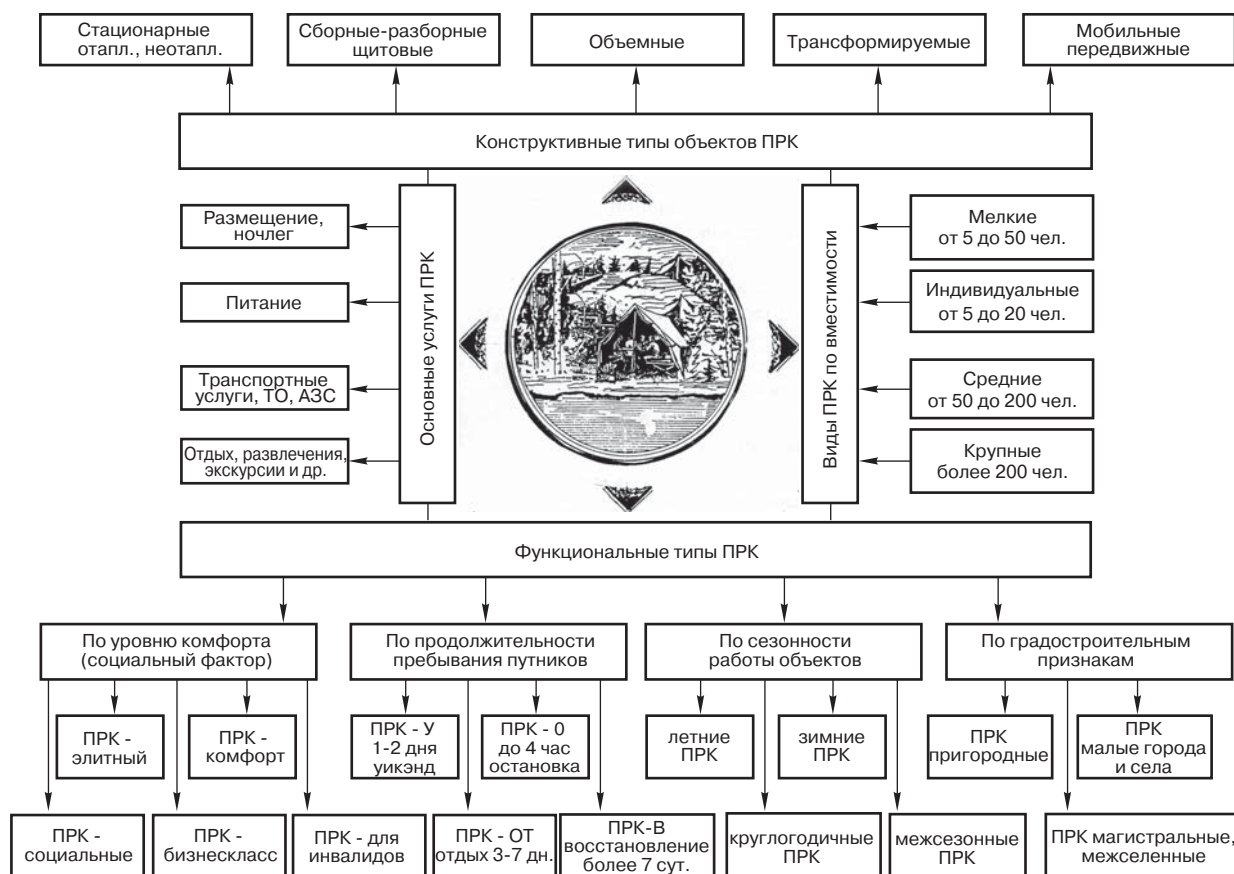 Стационарные
отапл., неотапл.
Сборные-разборные
щитовые
Объемные
Трансформируемые
Мобильные
передвижные
Конструктивные типы объектов ПРК
Основные услуги ПРК
Размещение,
ночлег
Питание
Транспортные
услуги, ТО, АЗС
Отдых, развлечения,
экскурсии и др.
Виды ПРК по вместимости
Мелкие
от 5 до 50 чел.
Индивидуальные
от 5 до 20 чел.
Средние
от 50 до 200 чел.
Крупные
более 200 чел.
Функциональные типы ПРК
По уровню комфорта
(социальный фактор)
По продолжительности
пребывания путников
По сезонности
работы объектов
По градостроительным
признакам
ПРК -
элитный
ПРК -
комфорт
ПРК - У
1-2 дня
уикэнд
ПРК - 0
до 4 час
остановка
летние
ПРК
зимние
ПРК
ПРК
пригородные
ПРК
малые города
и села
ПРК -
социальные
ПРК -
бизнескласс
ПРК - для
инвалидов
ПРК - ОТ
отдых 3-7 дн.
ПРК-В
восстановление
более 7 сут.
круглогодичные
ПРК
межсезонные
ПРК
ПРК магистральные,
межселенные